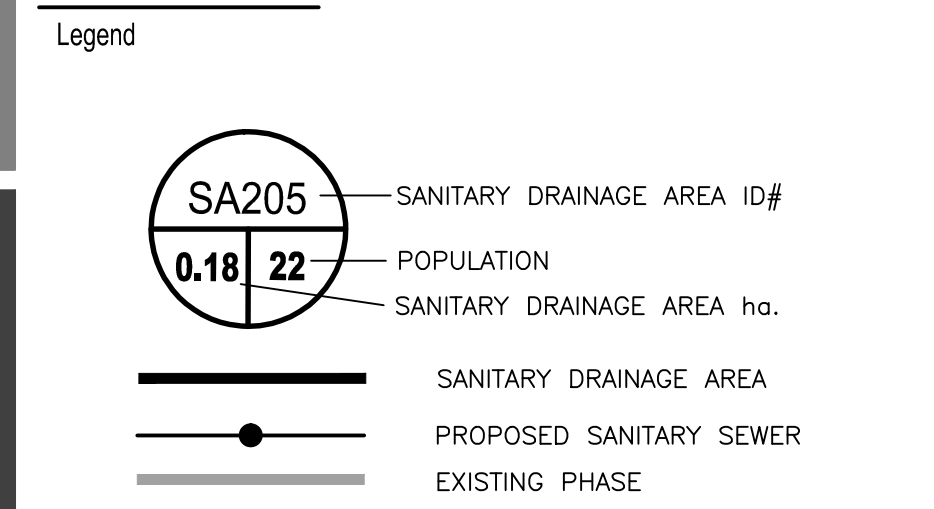 Legend
SA205
SANITARY DRAINAGE AREA ID#
0.18
22
POPULATION
SANITARY DRAINAGE AREA ha.
SANITARY DRAINAGE AREA
PROPOSED SANITARY SEWER
EXISTING PHASE